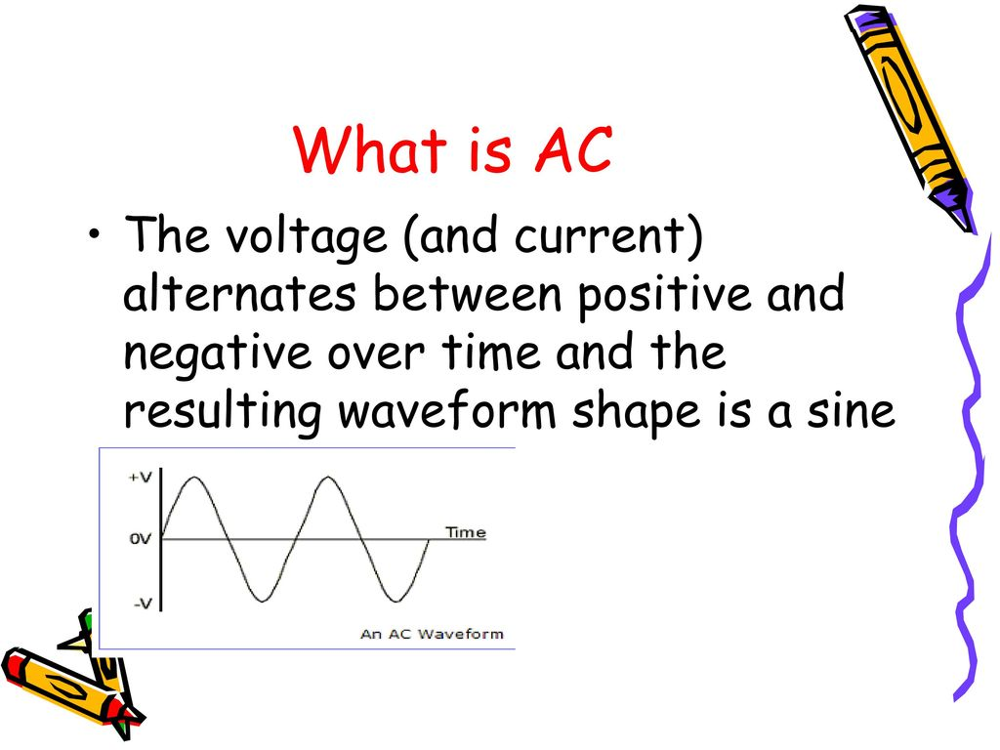 What is AC
• The voltage (and current)
alternates between positive and
negative over time and the
resulting waveform shape is a sine
+V
0V
Time
-V
An AC Waveform